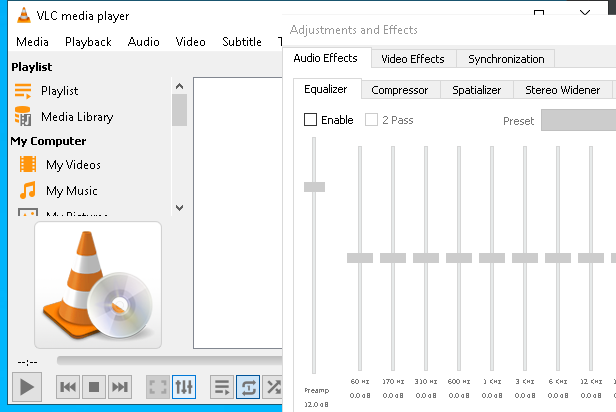 VLC media player
Adjustments and Effects
Media Playback Audio Video Subtitle
Audio Effects Video Effects Synchronization
Playlist
Playlist
Media Library
My Computer
My Videos
My Music
My Pictures
Equalizer Compressor Spatializer Stereo Widener
Enable 2 Pass Preset
60 Hz 170 Hz 310 Hz 600 Hz 1 KHz 3 KHz 6 KHz 12 KHz
Preamp 0.0 dB 0.0 dB 0.0 dB 0.0 dB 0.0 dB 0.0 dB 0.0 dB 0.0 dB
12.0 dB
--:--